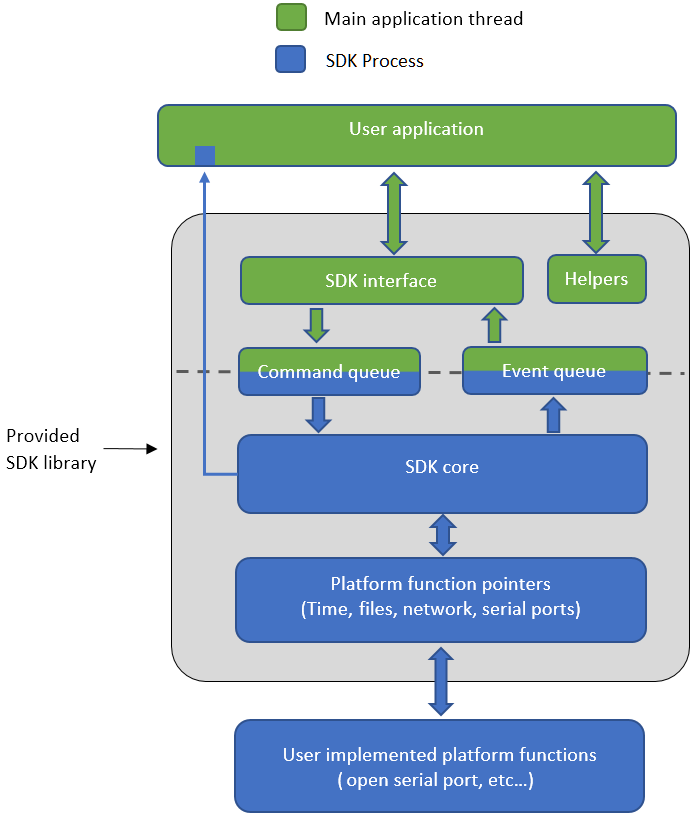 Main application thread
SDK Process
User application
SDK interface
Helpers
Command queue
Event queue
Provided
SDK library
SDK core
Platform function pointers
(Time, files, network, serial ports)
User implemented platform functions
( open serial port, etc...)